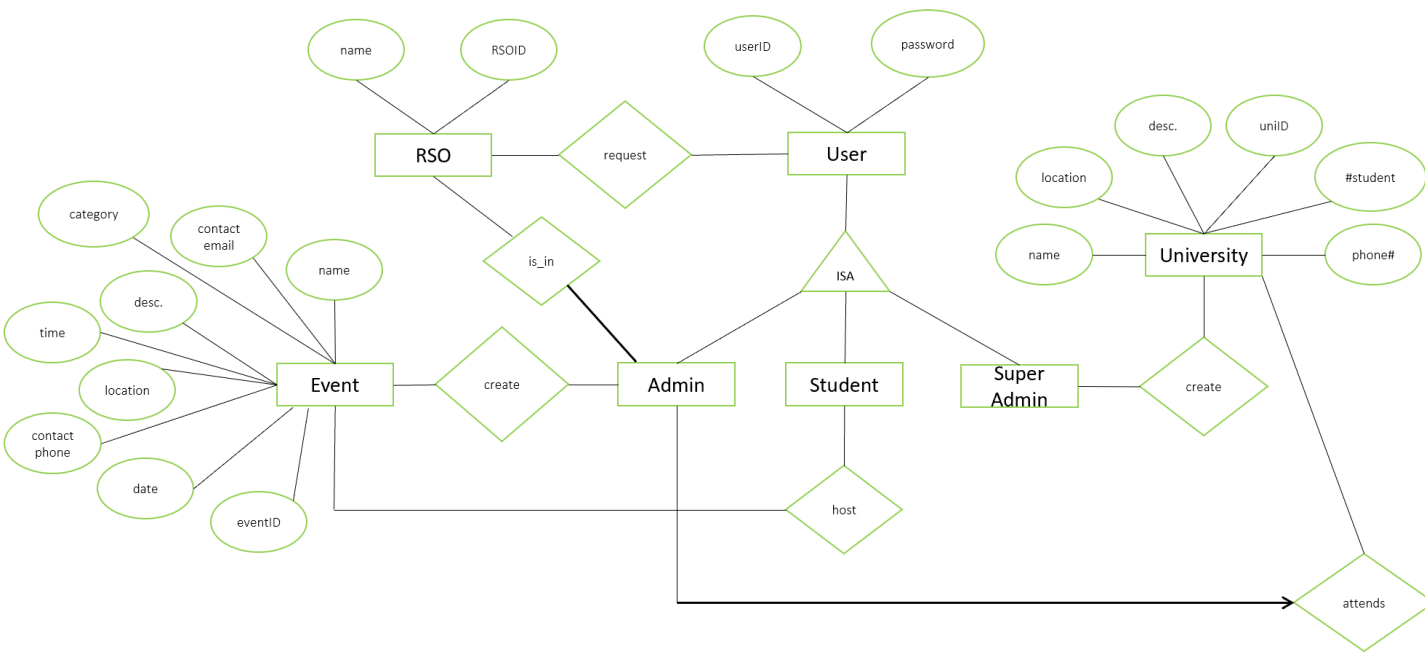 name
RSOID
userID
password
desc.
uniID
RSO
request
User
location
#student
category
contact
email
name
is_in
ISA
name
University
phone#
desc.
time
location
Event
create
Admin
Student
Super
Admin
create
contact
phone
date
eventID
host
attends